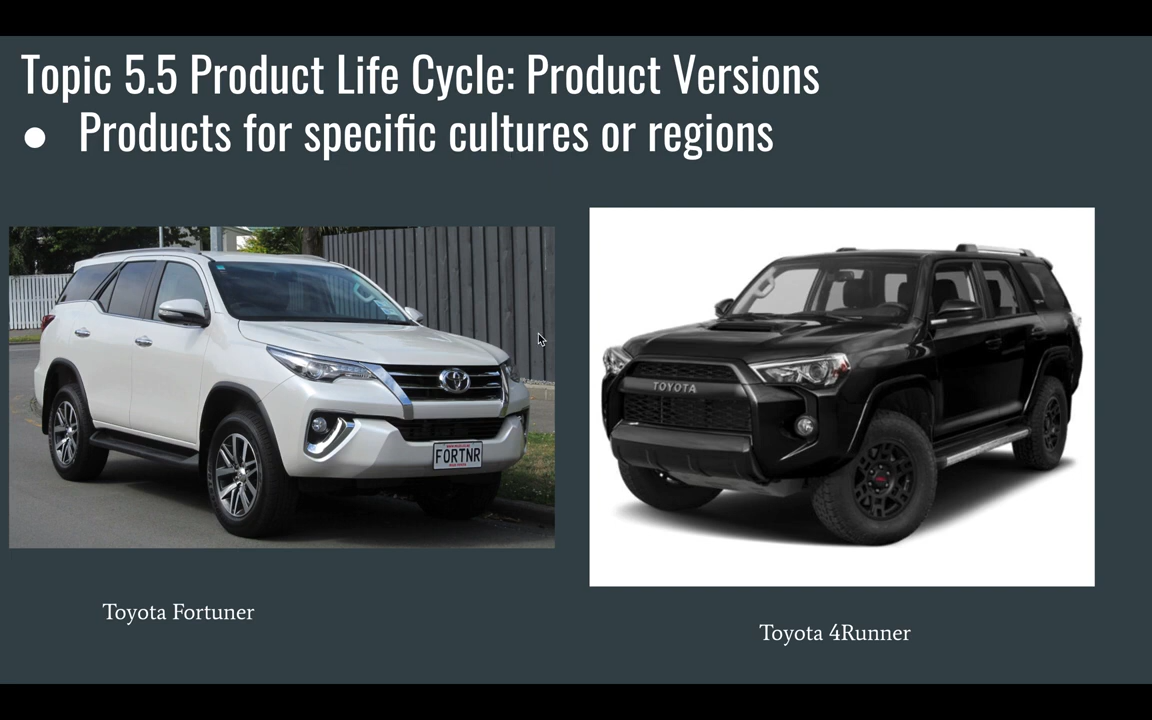 Topic 5.5 Product Life Cycle: Product Versions
● Products for specific cultures or regions
FORTNR
TOYOTA
Toyota Fortuner
Toyota 4Runner